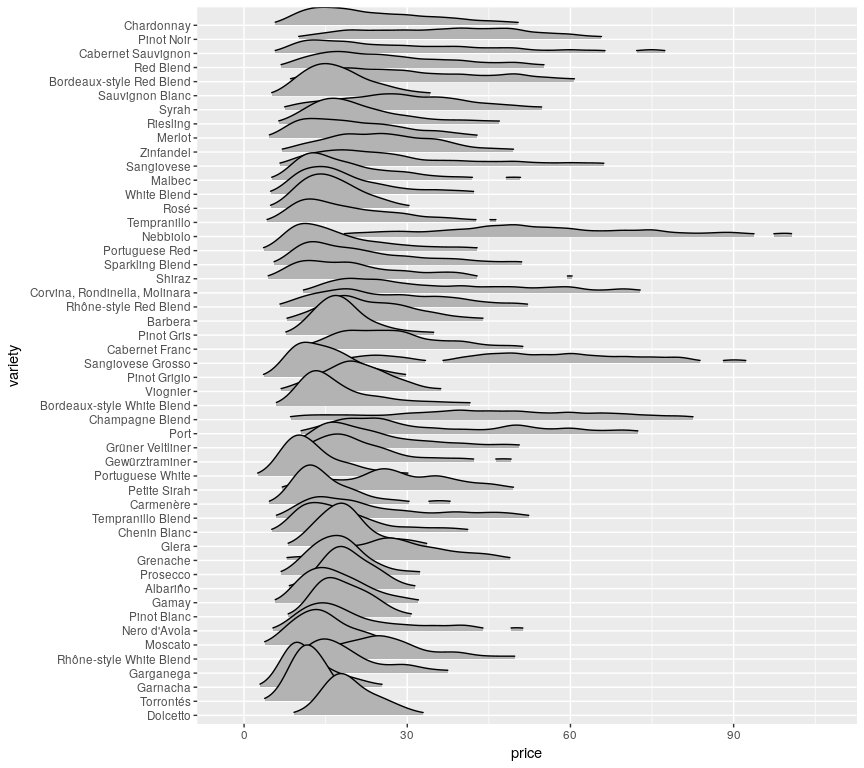 Chardonnay
Pinot Noir
Cabernet Sauvignon
Red Blend
Bordeaux-style Red Blend
Sauvignon Blanc
Syrah
Riesling
Merlot
Zinfandel
Sangiovese
Malbec
White Blend
Rosé
Tempranillo
Nebbiolo
Portuguese Red
Sparkling Blend
Shiraz
Corvina, Rondinella, Molinara
Rhône-style Red Blend
Barbera
Pinot Gris
Cabernet Franc
Sangiovese Grosso
Pinot Grigio
Viognier
Bordeaux-style White Blend
Champagne Blend
Port
Grüner Veltliner
Gewürztraminer
Portuguese White
Petite Sirah
Carmenère
Tempranillo Blend
Chenin Blanc
Glera
Grenache
Prosecco
Albariño
Gamay
Pinot Blanc
Nero d'Avola
Moscato
Rhône-style White Blend
Garganega
Garnacha
Torrontés
Dolcetto
variety
0 30 60 90
price